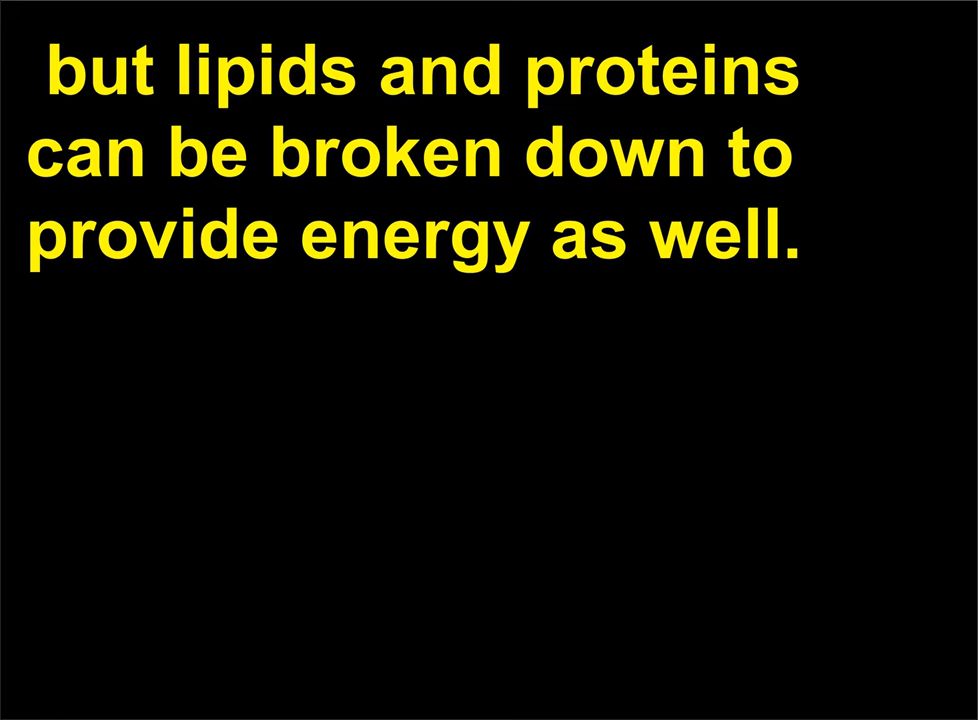 but lipids and proteins
can be broken down to
provide energy as well.